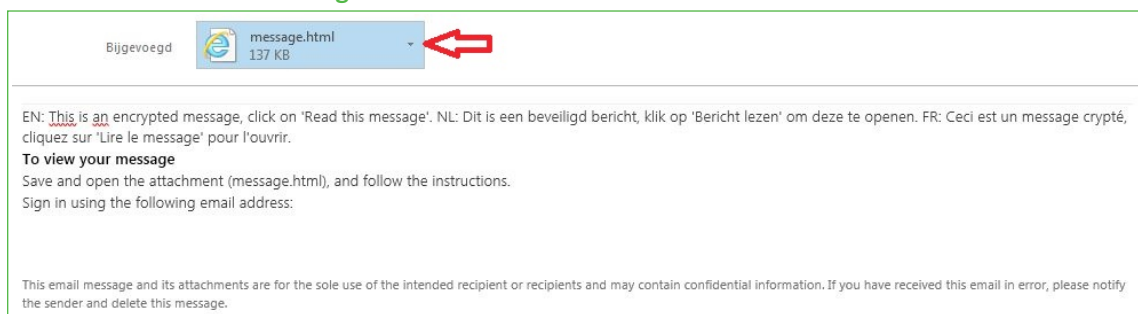 Bijgevoegd
message.html
137 KB
EN: This is an encrypted message, click on 'Read this message'. NL: Dit is een beveiligd bericht, klik op 'Bericht lezen' om deze te openen. FR: Ceci est un message crypté,
cliquez sur 'Lire le message' pour l'ouvrir.
To view your message
Save and open the attachment (message.html), and follow the instructions.
Sign in using the following email address:
This email message and its attachments are for the sole use of the intended recipient or recipients and may contain confidential information. If you have received this email in error, please notify
the sender and delete this message.